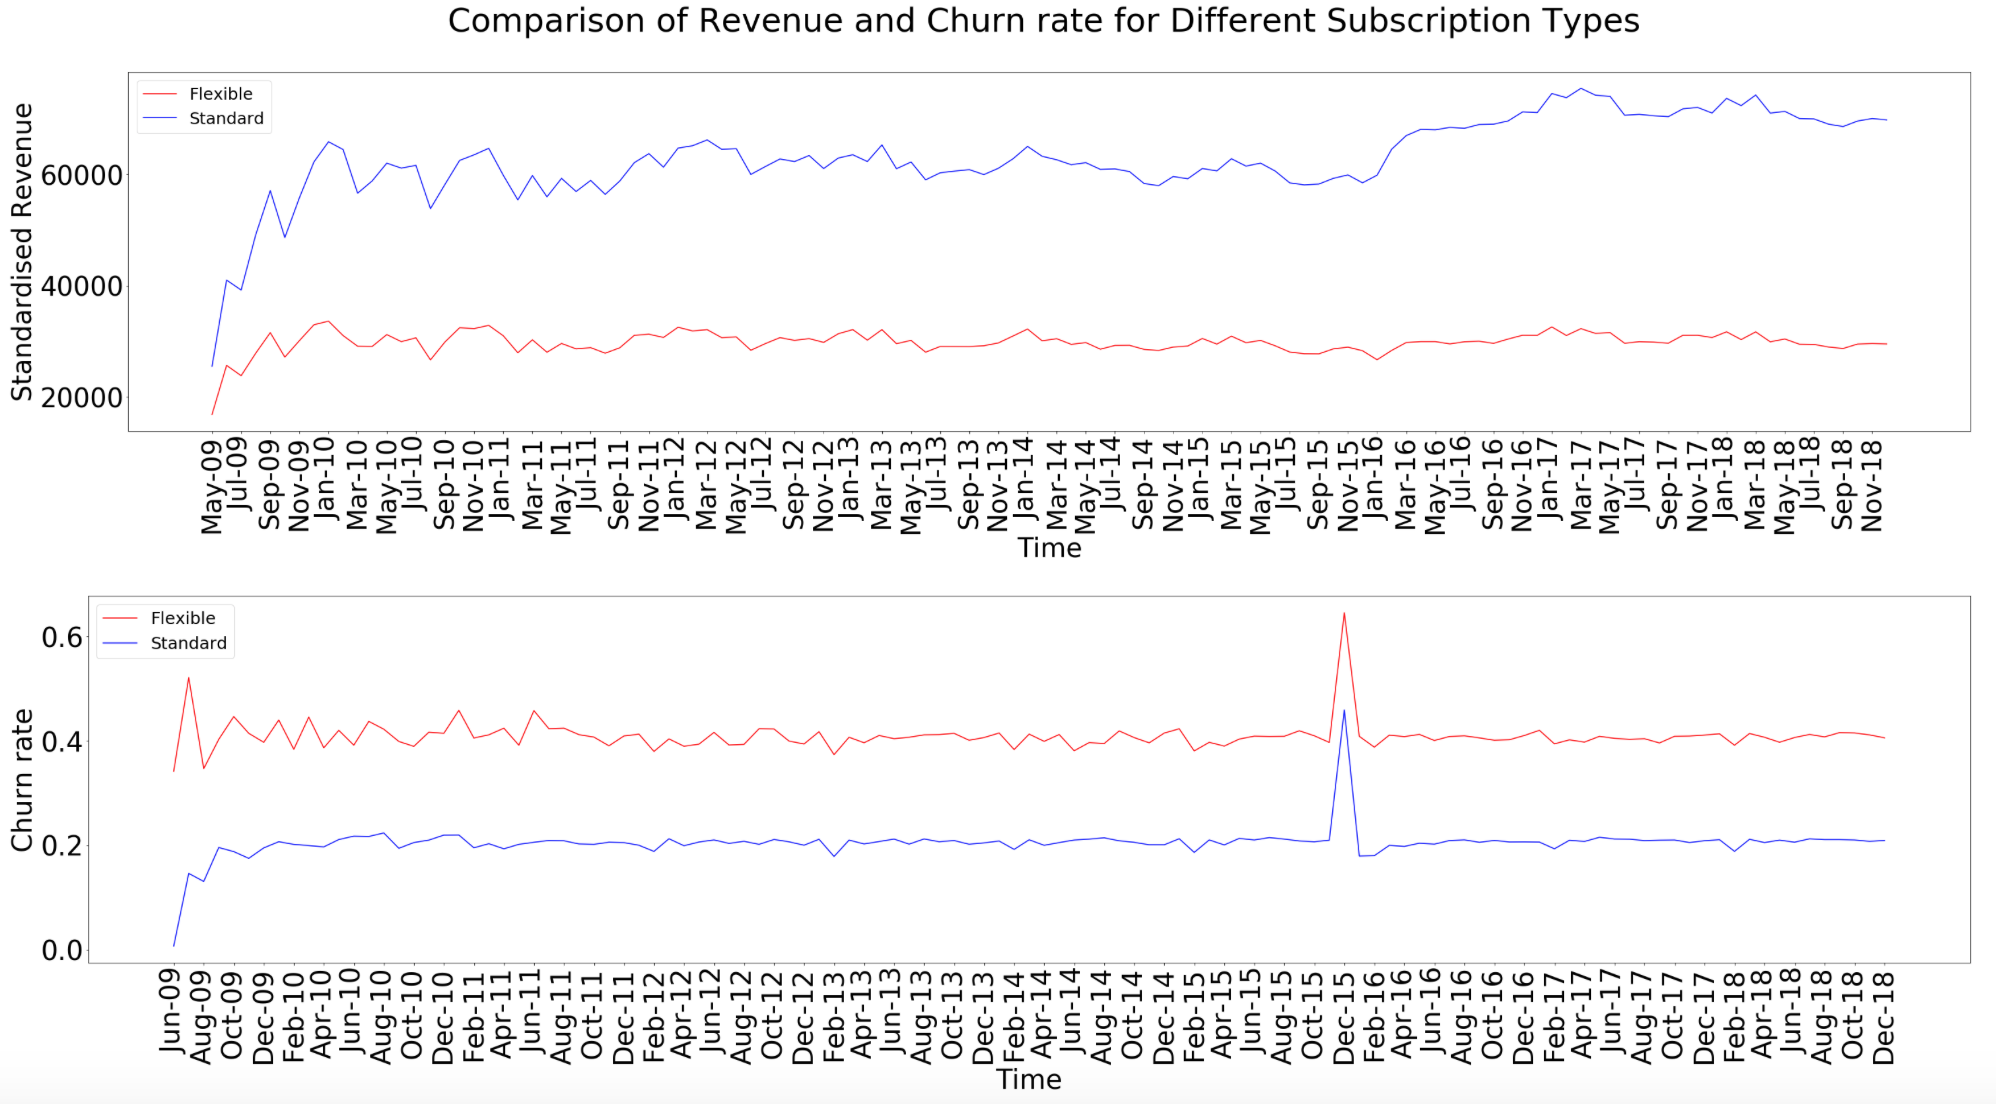 Comparison of Revenue and Churn rate for Different Subscription Types
Flexible
Standard
Standardised Revenue
60000
40000
20000
May-09
Jul-09
Sep-09
Nov-09
Jan-10
Mar-10
May-10
Jul-10
Sep-10
Nov-10
Jan-11
Mar-11
May-11
Jul-11
Sep-11
Nov-11
Jan-12
Mar-12
May-12
Jul-12
Sep-12
Nov-12
Jan-13
Mar-13
May-13
Jul-13
Sep-13
Nov-13
Jan-14
Mar-14
May-14
Jul-14
Sep-14
Nov-14
Jan-15
Mar-15
May-15
Jul-15
Sep-15
Nov-15
Jan-16
Mar-16
May-16
Jul-16
Sep-16
Nov-16
Jan-17
Mar-17
May-17
Jul-17
Sep-17
Nov-17
Jan-18
Mar-18
May-18
Jul-18
Sep-18
Nov-18
Time
Flexible
Standard
Churn rate
0.6
0.4
0.2
0.0
Jun-09
Aug-09
Oct-09
Dec-09
Feb-10
Apr-10
Jun-10
Aug-10
Oct-10
Dec-10
Feb-11
Apr-11
Jun-11
Aug-11
Oct-11
Dec-11
Feb-12
Apr-12
Jun-12
Aug-12
Oct-12
Dec-12
Feb-13
Apr-13
Jun-13
Aug-13
Oct-13
Dec-13
Feb-14
Apr-14
Jun-14
Aug-14
Oct-14
Dec-14
Feb-15
Apr-15
Jun-15
Aug-15
Oct-15
Dec-15
Feb-16
Apr-16
Jun-16
Aug-16
Oct-16
Dec-16
Feb-17
Apr-17
Jun-17
Aug-17
Oct-17
Dec-17
Feb-18
Apr-18
Jun-18
Aug-18
Oct-18
Dec-18
Time